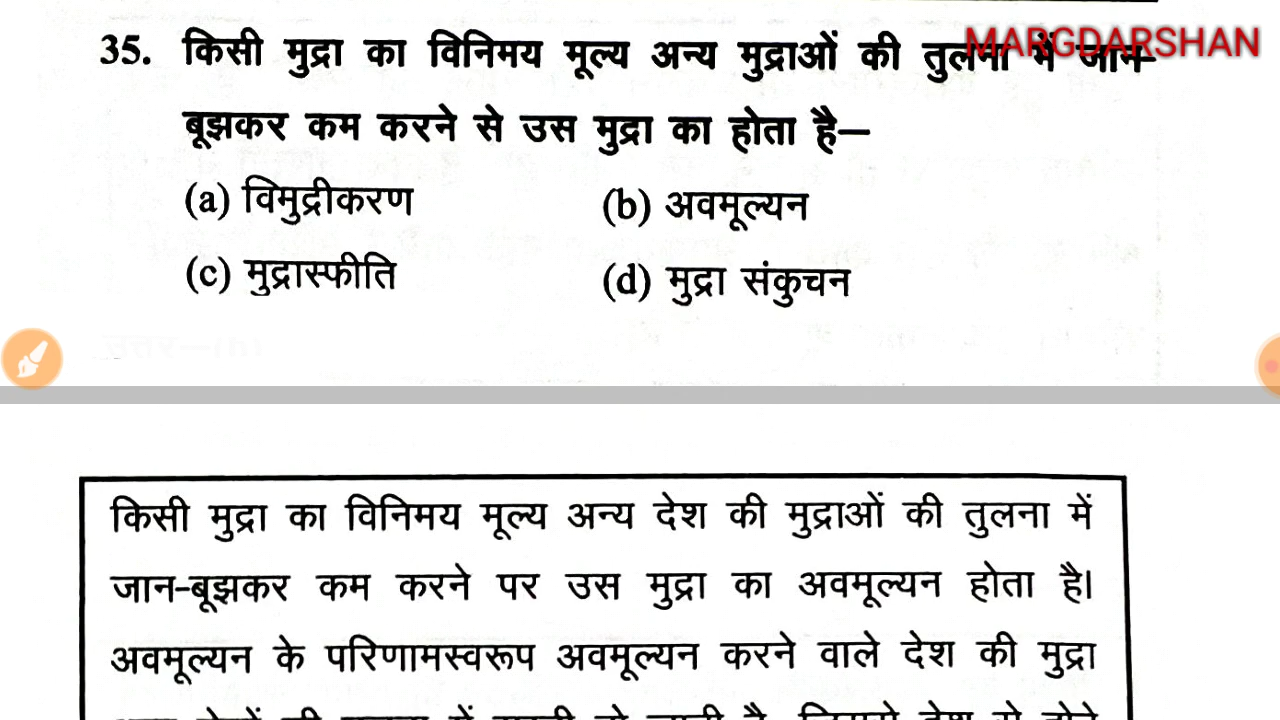 MARGDARSHAN
35. किसी मुद्रा का विनिमय मूल्य अन्य मुद्राओं की तुलना में जान-
बूझकर कम करने से उस मुद्रा का होता है—
(a) विमुद्रीकरण (b) अवमूल्यन
(c) मुद्रास्फीति (d) मुद्रा संकुचन
किसी मुद्रा का विनिमय मूल्य अन्य देश की मुद्राओं की तुलना में
जान-बूझकर कम करने पर उस मुद्रा का अवमूल्यन होता है।
अवमूल्यन के परिणामस्वरूप अवमूल्यन करने वाले देश की मुद्रा